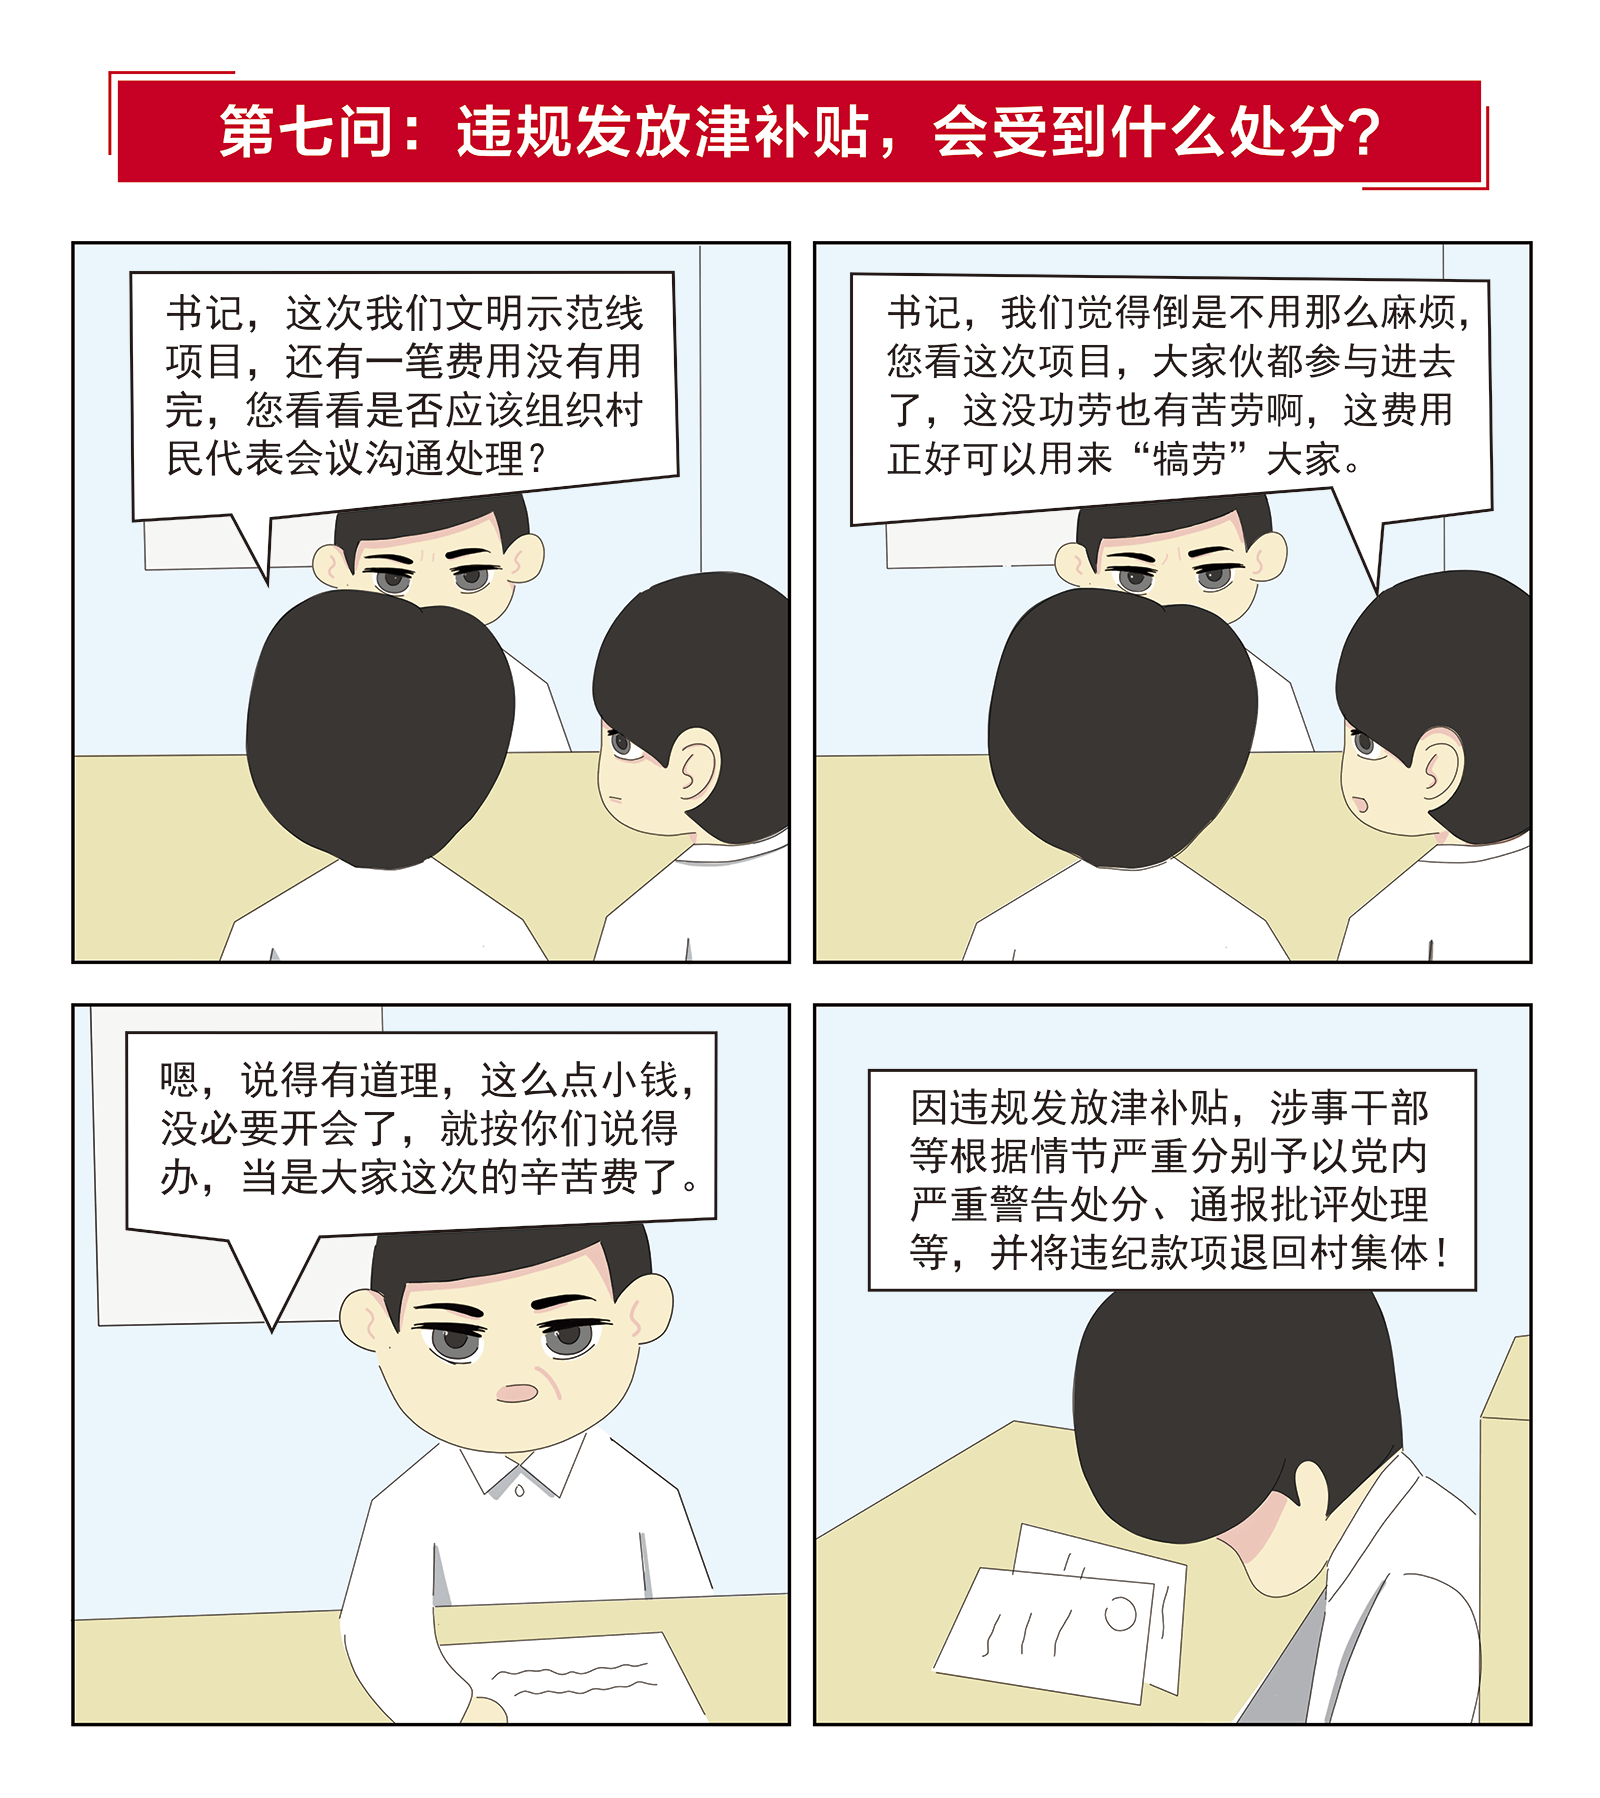 第七问：违规发放津补贴，会受到什么处分？
书记，这次我们文明示范线
项目，还有一笔费用没有用
完，您看看是否应该组织村
民代表会议沟通处理？
书记，我们觉得倒是不用那么麻烦，
您看这次项目，大家伙都参与进去
了，这没功劳也有苦劳啊，这费用
正好可以用来“犒劳”大家。
嗯，说得有道理，这么点小钱，
没必要开会了，就按你们说得
办，当是大家这次的辛苦费了。
因违规发放津补贴，涉事干部
等根据情节严重分别予以党内
严重警告处分、通报批评处理
等，并将违纪款项退回村集体！